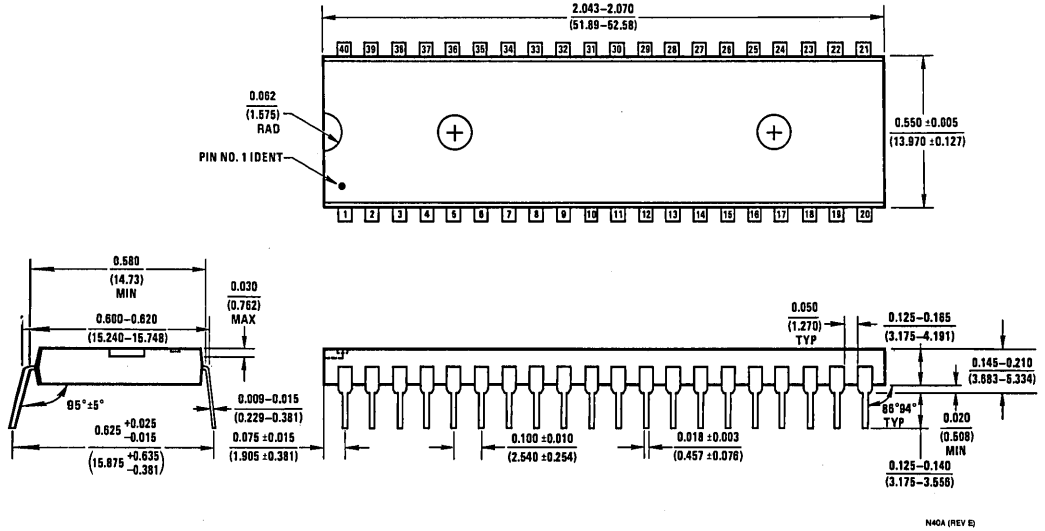 2.043–2.070
(51.89–52.58)
40 39 38 37 36 35 34 33 32 31 30 29 28 27 26 25 24 23 22 21
0.062
(1.575)
RAD
PIN NO. 1 IDENT
0.550 ±0.005
(13.970 ±0.127)
1 2 3 4 5 6 7 8 9 10 11 12 13 14 15 16 17 18 19 20
0.580
(14.73)
MIN
0.030
(0.762)
MAX
0.600–0.620
(15.240–15.748)
95°±5°
0.009–0.015
(0.229–0.381)
0.625 +0.025 −0.015
(15.875 +0.635 −0.381)
0.075 ±0.015
(1.905 ±0.381)
0.050
(1.270)
TYP
0.125–0.165
(3.175–4.191)
0.145–0.210
(3.683–5.334)
86°94°
TYP
0.020
(0.508)
MIN
0.100 ±0.010
(2.540 ±0.254)
0.018 ±0.003
(0.457 ±0.076)
0.125–0.140
(3.175–3.556)
N40A (REV E)